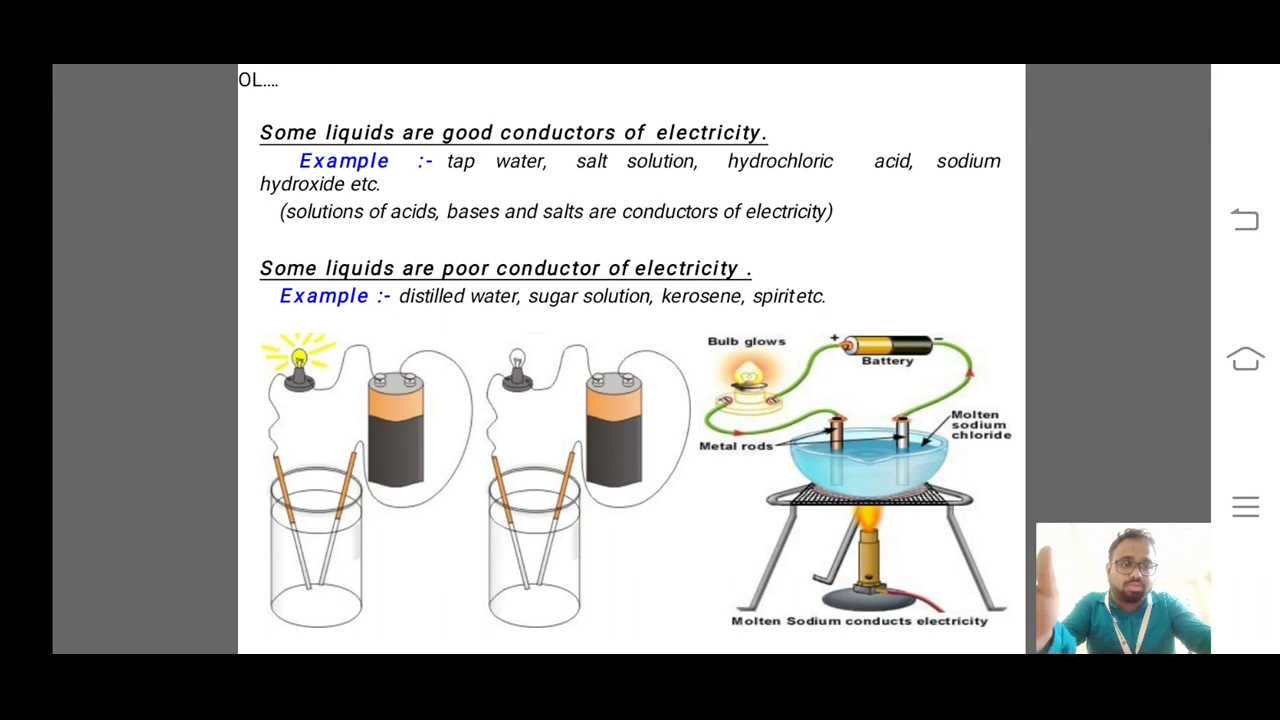 OL....
Some liquids are good conductors of electricity.
Example :- tap water, salt solution, hydrochloric acid, sodium
hydroxide etc.
(solutions of acids, bases and salts are conductors of electricity)
Some liquids are poor conductor of electricity .
Example :- distilled water, sugar solution, kerosene, spiritetc.
Bulb glows
+
–
Battery
Molten
sodium
chloride
Metal rods
Molten Sodium conducts electricity